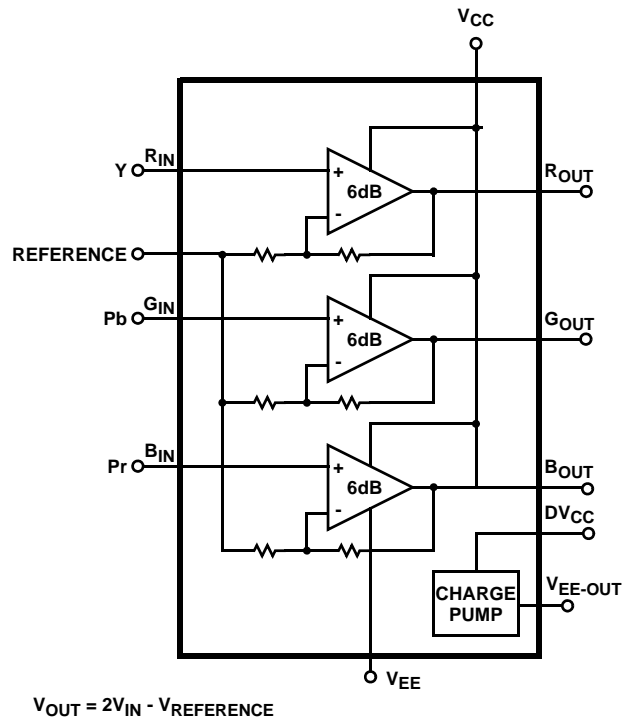 VCC
Y RIN + 6dB - ROUT
REFERENCE
Pb GIN + 6dB - GOUT
Pr BIN + 6dB - BOUT
DVCC
CHARGE
PUMP
VEE-OUT
VEE
VOUT = 2VIN - VREFERENCE